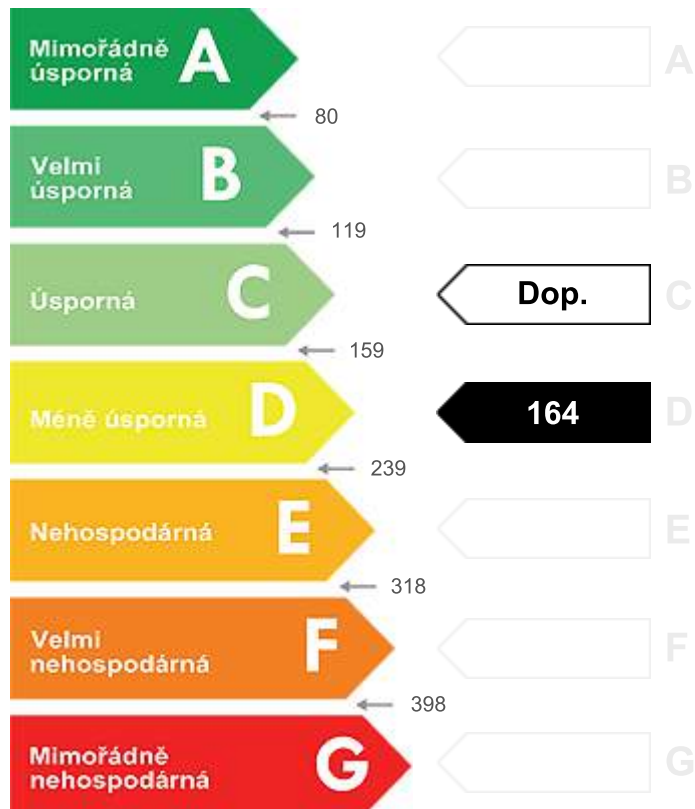 Mimořádně
úsporná
A
A
80
Velmi
úsporná
B
B
119
Úsporná
C
Dop.
C
159
Méně úsporná
D
164
D
239
Nehospodárná
E
E
318
Velmi
nehospodárná
F
F
398
Mimořádně
nehospodárná
G
G